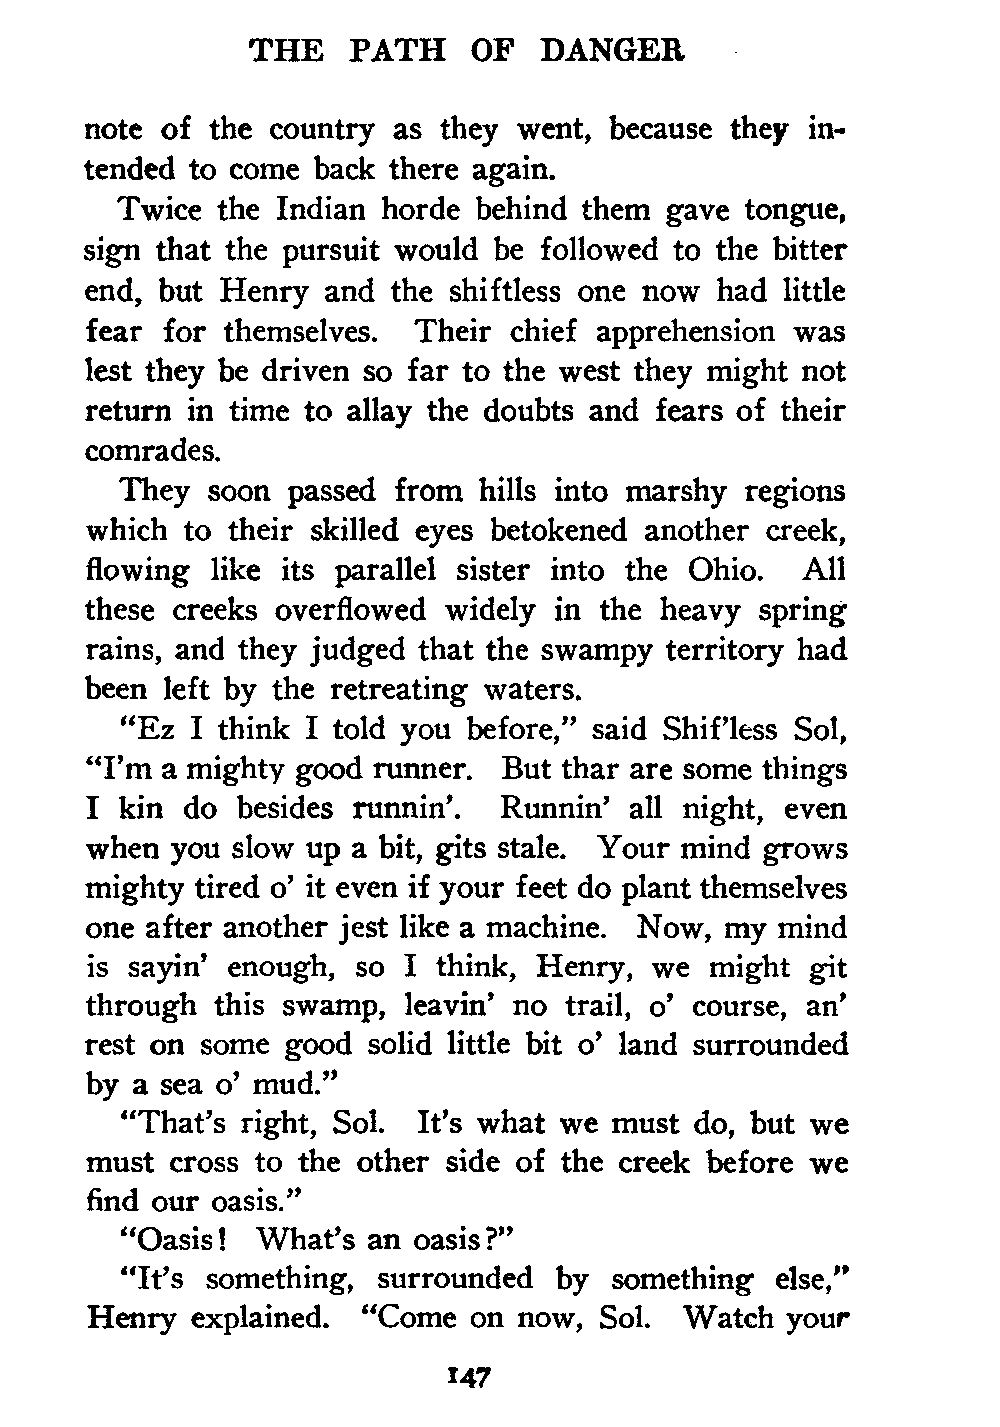 THE PATH OF DANGER
note of the country as they went, because they in-
tended to come back there again.
Twice the Indian horde behind them gave tongue,
sign that the pursuit would be followed to the bitter
end, but Henry and the shiftless one now had little
fear for themselves. Their chief apprehension was
lest they be driven so far to the west they might not
return in time to allay the doubts and fears of their
comrades.
They soon passed from hills into marshy regions
which to their skilled eyes betokened another creek,
flowing like its parallel sister into the Ohio. All
these creeks overflowed widely in the heavy spring
rains, and they judged that the swampy territory had
been left by the retreating waters.
“Ez I think I told you before,” said Shif’less Sol,
“I’m a mighty good runner. But thar are some things
I kin do besides runnin’. Runnin’ all night, even
when you slow up a bit, gits stale. Your mind grows
mighty tired o’ it even if your feet do plant themselves
one after another jest like a machine. Now, my mind
is sayin’ enough, so I think, Henry, we might git
through this swamp, leavin’ no trail, o’ course, an’
rest on some good solid little bit o’ land surrounded
by a sea o’ mud.”
“That’s right, Sol. It’s what we must do, but we
must cross to the other side of the creek before we
find our oasis.”
“Oasis! What’s an oasis?”
“It’s something, surrounded by something else,”
Henry explained. “Come on now, Sol. Watch your
147